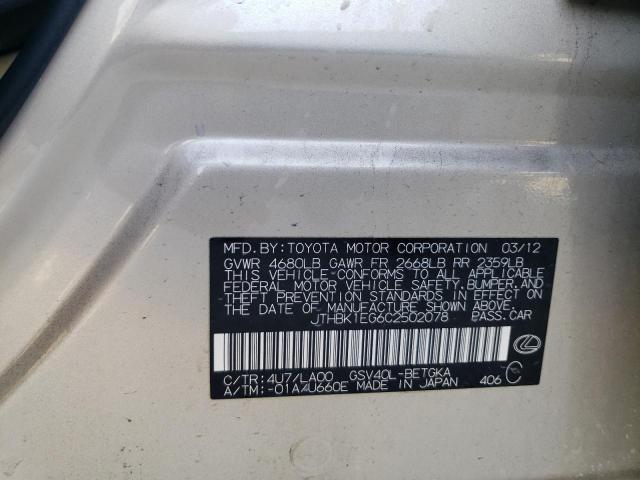 MFD.BY:TOYOTA MOTOR CORPORATION 03/12
GVWR 4680LB GAWR FR 2668LB RR 2359LB
THIS VEHICLE CONFORMS TO ALL APPLICABLE
FEDERAL MOTOR VEHICLE SAFETY,BUMPER,AND
THEFT PREVENTION STANDARDS IN EFFECT ON
THE DATE OF MANUFACTURE SHOWN ABOVE.
JTHBK1EG6C2502078 PASS.CAR
C/TR:4U7/LA00 GSV40L-BETGKA
A/TM:-01A/U660E MADE IN JAPAN 406 C